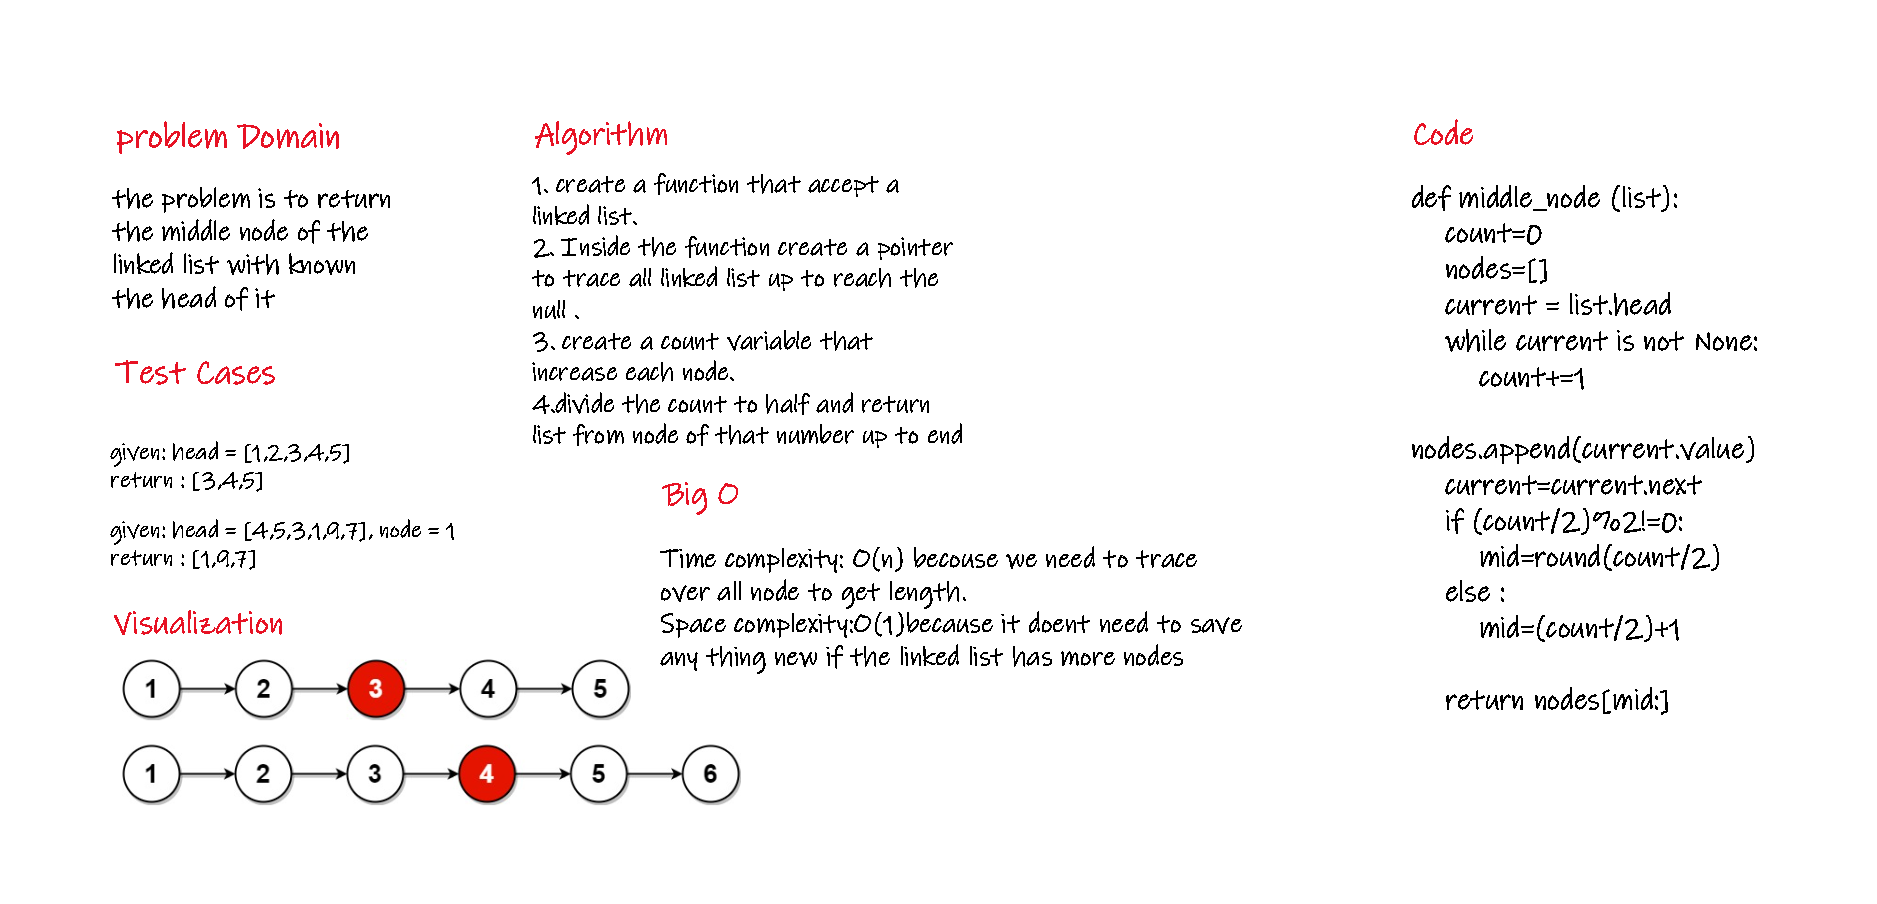 problem Domain
the problem is to return
the middle node of the
linked list with known
the head of it
Test Cases
given: head = [1,2,3,4,5]
return : [3,4,5]
given: head = [4,5,3,1,9,7], node = 1
return : [1,9,7]
Visualization
1 2 3 4 5
1 2 3 4 5 6
Algorithm
1. create a function that accept a
linked list.
2. Inside the function create a pointer
to trace all linked list up to reach the
null .
3. create a count variable that
increase each node.
4.divide the count to half and return
list from node of that number up to end
Big O
Time complexity: O(n) becouse we need to trace
over all node to get length.
Space complexity:O(1)because it doent need to save
any thing new if the linked list has more nodes
Code
def middle_node (list):
count=0
nodes=[]
current = list.head
while current is not None:
count+=1
nodes.append(current.value)
current=current.next
if (count/2)%2!=0:
mid=round(count/2)
else :
mid=(count/2)+1
return nodes[mid:]